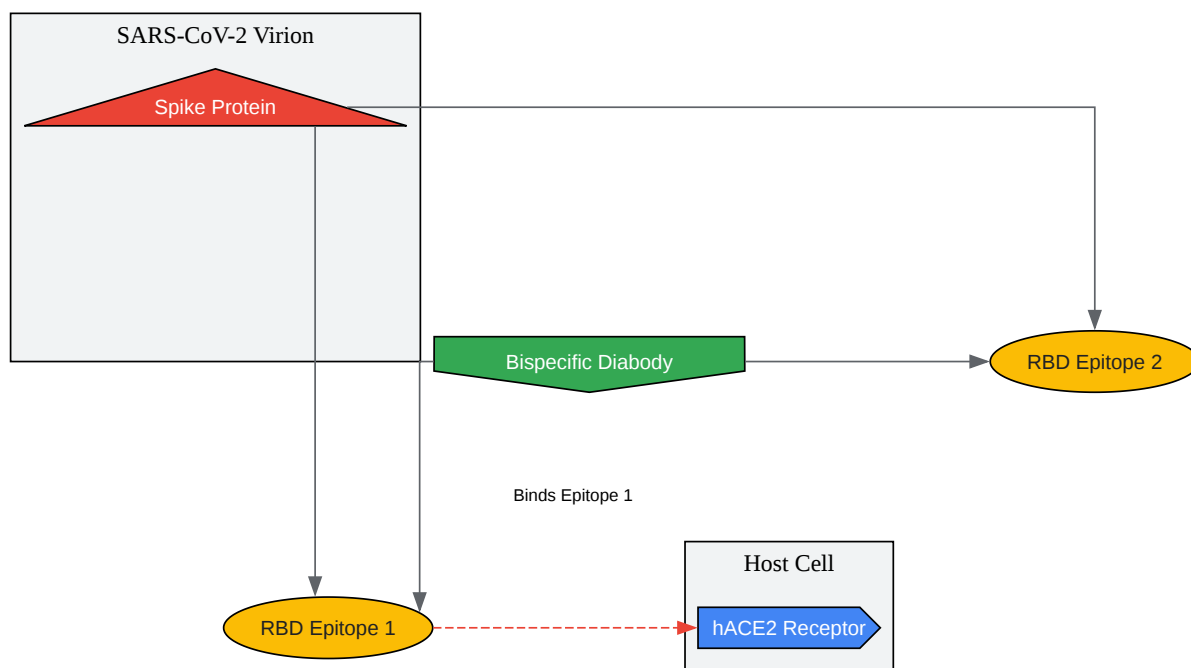 SARS-CoV-2 Virion
Spike Protein
Bispecific Diabody
RBD Epitope 2
Binds Epitope 1
Host Cell
RBD Epitope 1
hACE2 Receptor